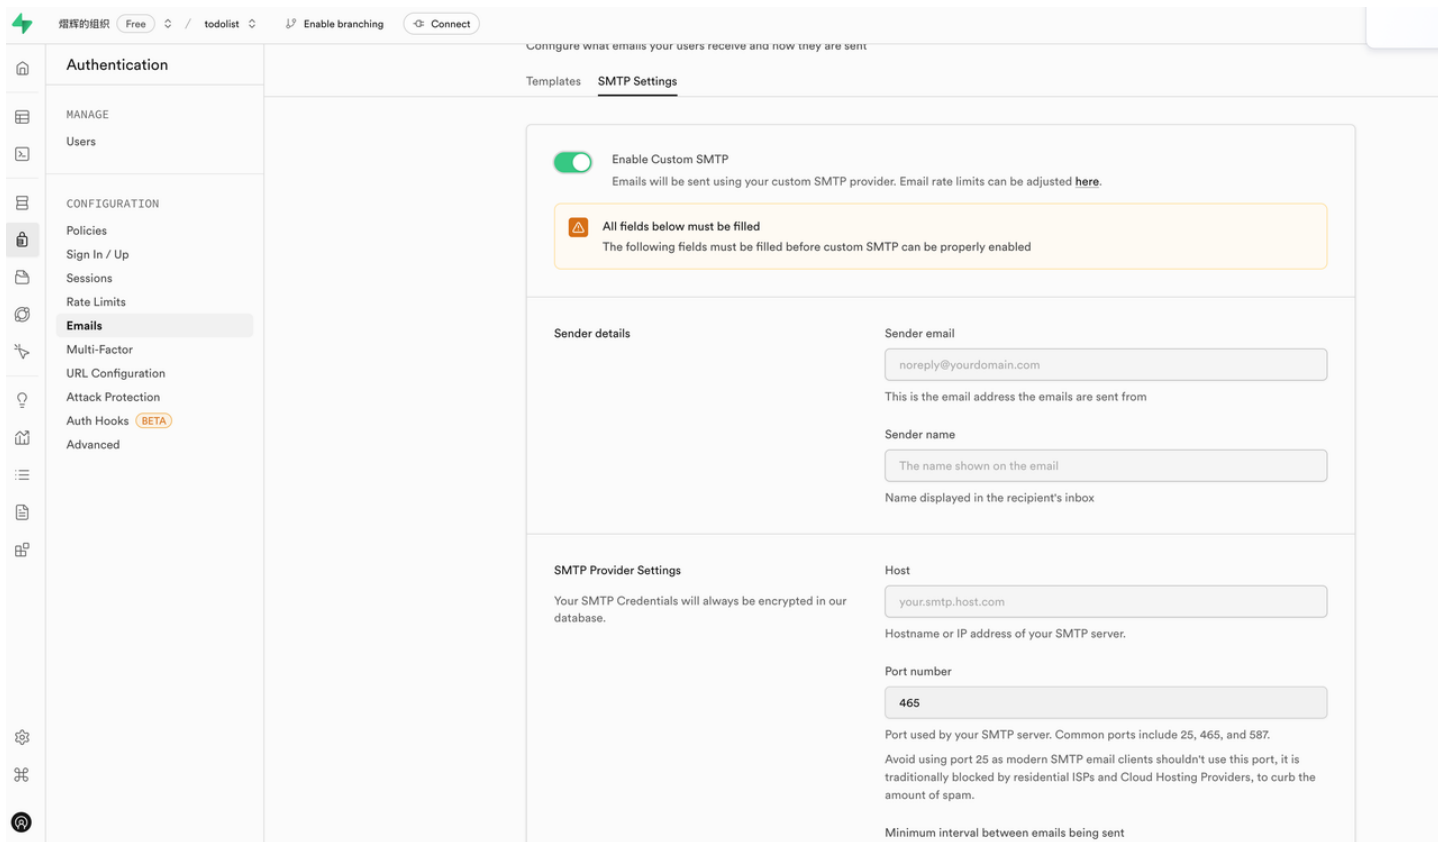 熠辉的组织 Free / todolist Enable branching Connect
Authentication
MANAGE
Users
CONFIGURATION
Policies
Sign In / Up
Sessions
Rate Limits
Emails
Multi-Factor
URL Configuration
Attack Protection
Auth Hooks BETA
Advanced
Configure what emails your users receive and how they are sent
Templates SMTP Settings
Enable Custom SMTP
Emails will be sent using your custom SMTP provider. Email rate limits can be adjusted here.
All fields below must be filled
The following fields must be filled before custom SMTP can be properly enabled
Sender details
Sender email
noreply@yourdomain.com
This is the email address the emails are sent from
Sender name
The name shown on the email
Name displayed in the recipient's inbox
SMTP Provider Settings
Your SMTP Credentials will always be encrypted in our
database.
Host
your.smtp.host.com
Hostname or IP address of your SMTP server.
Port number
465
Port used by your SMTP server. Common ports include 25, 465, and 587.
Avoid using port 25 as modern SMTP email clients shouldn't use this port, it is
traditionally blocked by residential ISPs and Cloud Hosting Providers, to curb the
amount of spam.
Minimum interval between emails being sent